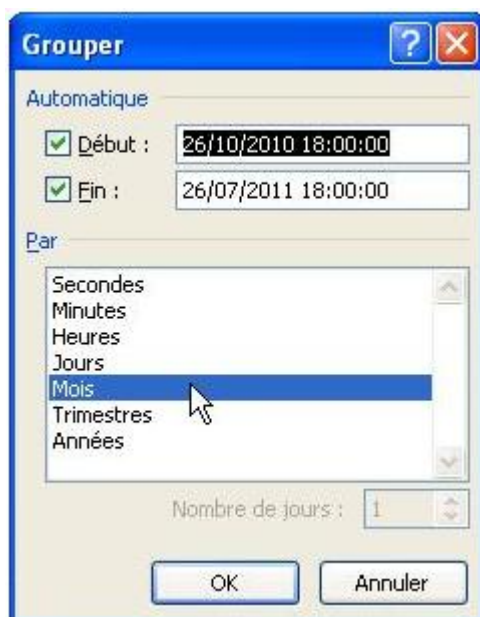 Grouper ?
Automatique
Début : 26/10/2010 18:00:00
Fin : 26/07/2011 18:00:00
Par
Secondes
Minutes
Heures
Jours
Mois
Trimestres
Années
Nombre de jours : 1
OK Annuler